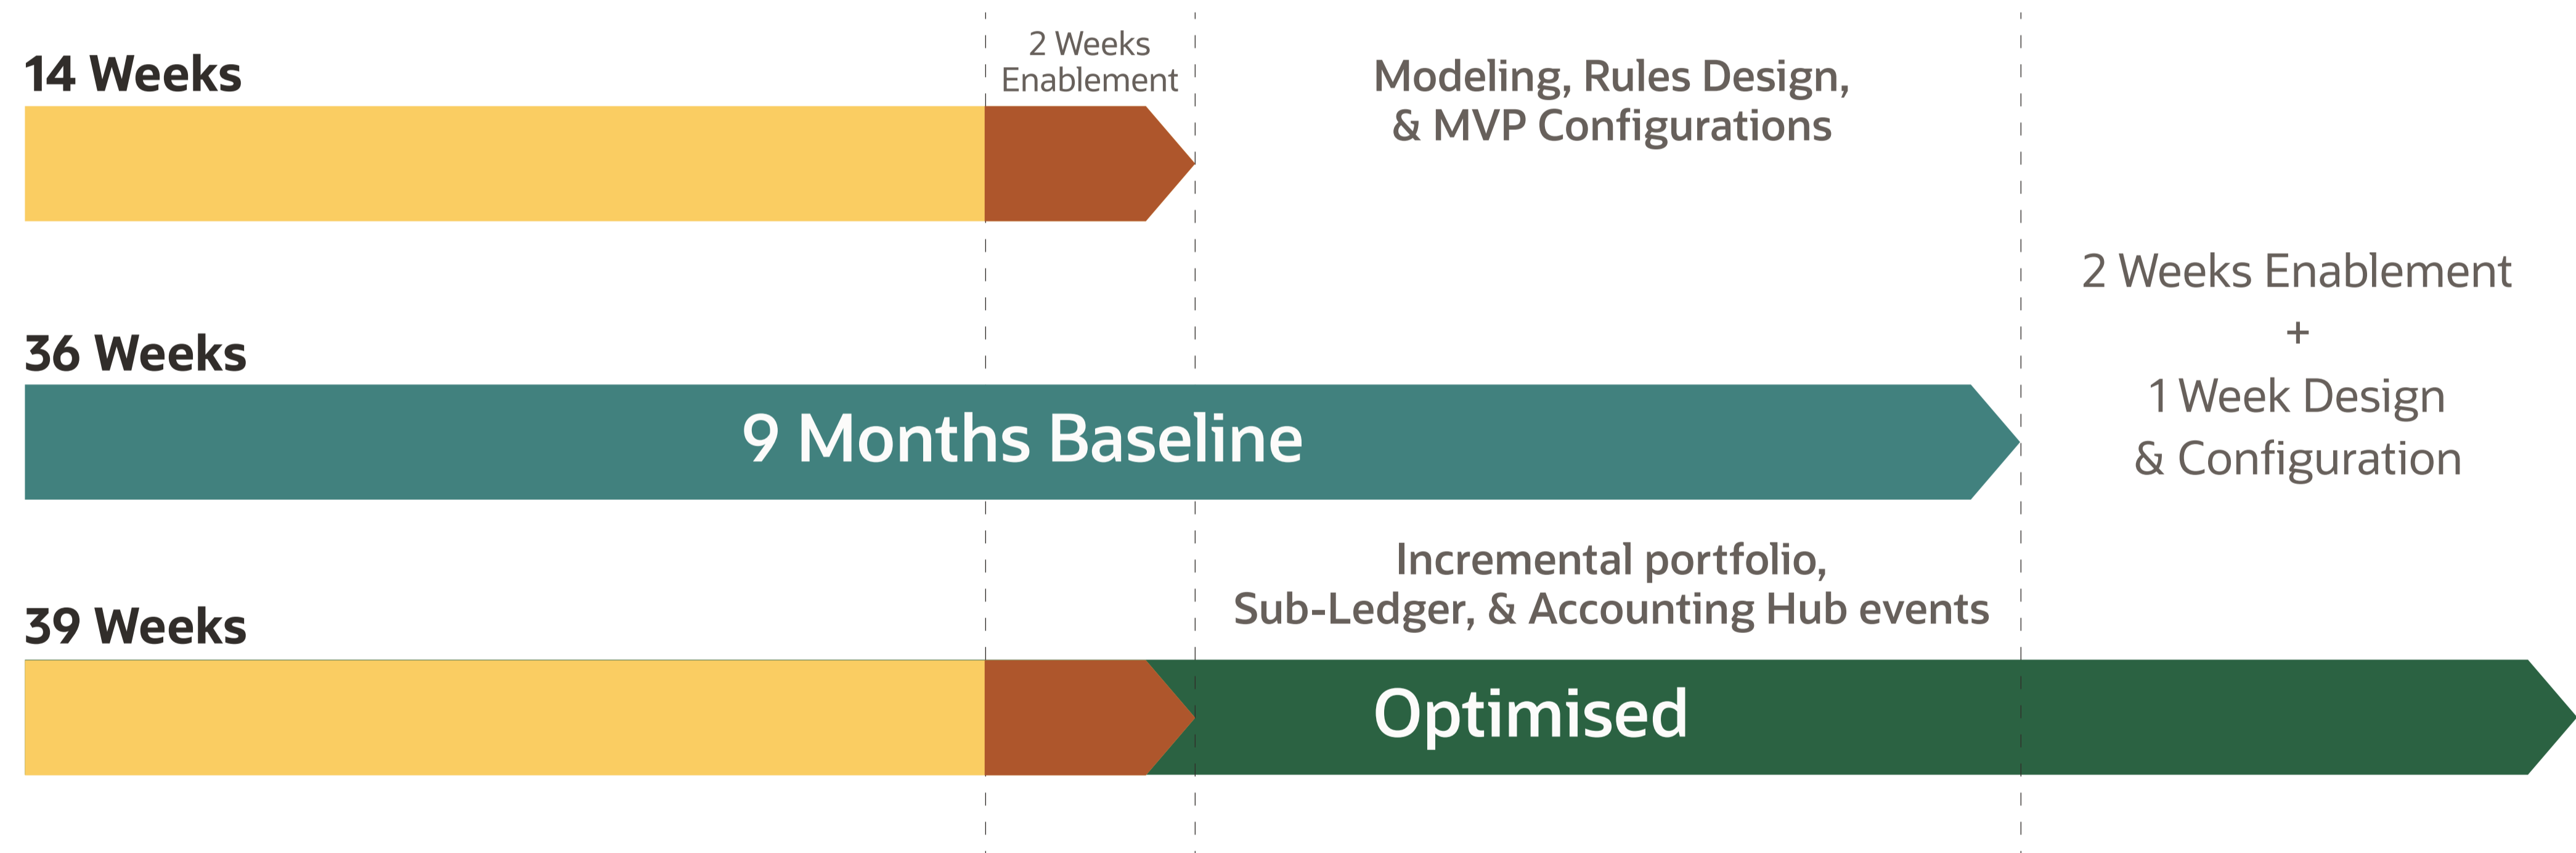 14 Weeks
2 Weeks
Enablement
Modeling, Rules Design,
& MVP Configurations
36 Weeks
9 Months Baseline
2 Weeks Enablement
+
1 Week Design
& Configuration
Incremental portfolio,
Sub-Ledger, & Accounting Hub events
39 Weeks
Optimised